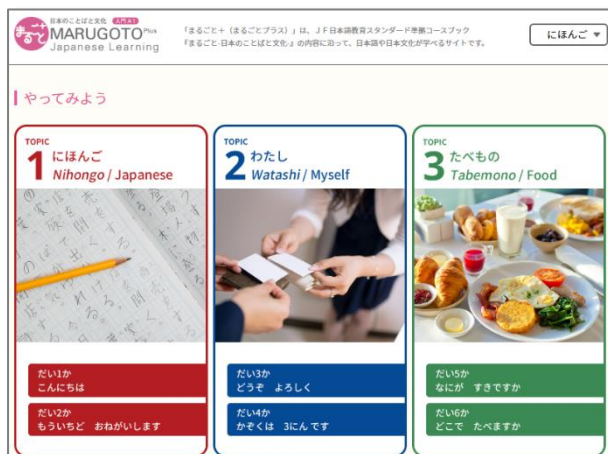 まるごと+
日本のことばと文化 入門 A1
MARUGOTO Plus
Japanese Learning
「まるごと+（まるごとプラス）」は、JF日本語教育スタンダード準拠コースブック
『まるごと-日本のことばと文化-』の内容に沿って、日本語や日本文化が学べるサイトです。
にほんご ▼
やってみよう
TOPIC
1 にほんご
Nihongo / Japanese
だい1か
こんにちは
だい2か
もういちど おねがいします
TOPIC
2 わたし
Watashi / Myself
だい3か
どうぞ よろしく
だい4か
かぞくは 3にん です
TOPIC
3 たべもの
Tabemono / Food
だい5か
なにが すきですか
だい6か
どこで たべますか